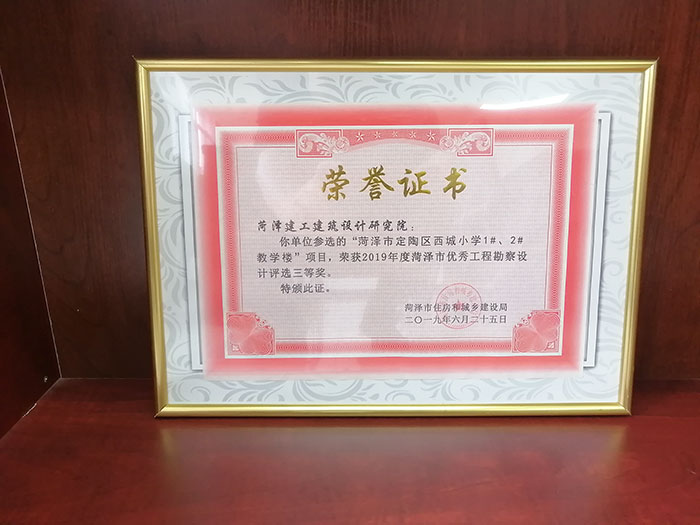 荣誉证书
菏泽建工建筑设计研究院：
你单位参选的“菏泽市定陶区西城小学1#、2#
教学楼”项目，荣获2019年度菏泽市优秀工程勘察设
计评选三等奖。
特颁此证。
菏泽市住房和城乡建设局
二〇一九年六月二十五日